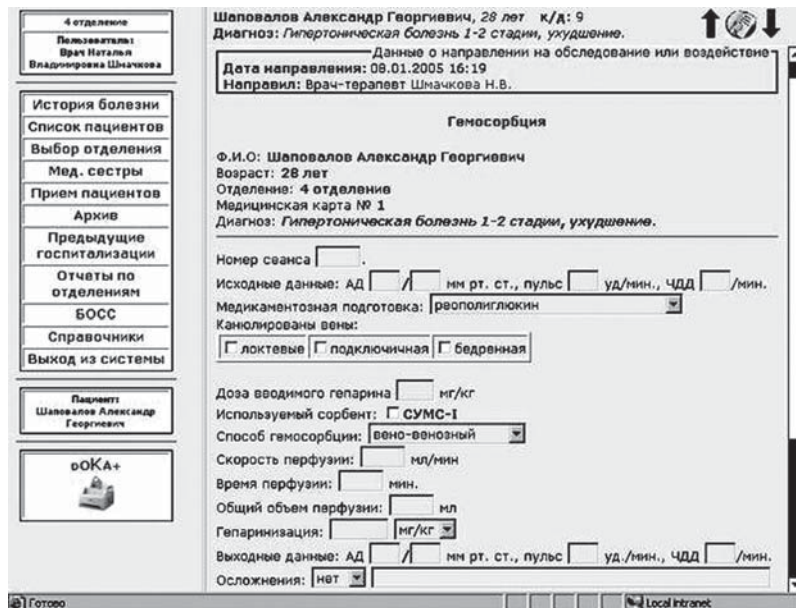 4 отделение
Пользователь:
Врач Наталья
Владимировна Шмачкова
История болезни
Список пациентов
Выбор отделения
Мед. сестры
Прием пациентов
Архив
Предыдущие
госпитализации
Отчеты по
отделениям
БОСС
Справочники
Выход из системы
Пациент:
Шаповалов Александр
Георгиевич
DOKA+
Шаповалов Александр Георгиевич, 28 лет к/д: 9
Диагноз: Гипертоническая болезнь 1-2 стадии, ухудшение.
Данные о направлении на обследование или воздействие
Дата направления: 08.01.2005 16:19
Направил: Врач-терапевт Шмачкова Н.В.
Гемосорбция
Ф.И.О: Шаповалов Александр Георгиевич
Возраст: 28 лет
Отделение: 4 отделение
Медицинская карта № 1
Диагноз: Гипертоническая болезнь 1-2 стадии, ухудшение.
Номер сеанса .
Исходные данные: АД / мм рт. ст., пульс уд/мин., ЧДД /мин.
Медикаментозная подготовка: реополиглюкин
Канюлированы вены:
локтевые подключичная бедренная
Доза вводимого гепарина мг/кг
Используемый сорбент: СУМС-I
Способ гемосорбции: вено-венозный
Скорость перфузии: мл/мин
Время перфузии: мин.
Общий объем перфузии: мл
Гепаринизация: мг/кг
Выходные данные: АД / мм рт. ст., пульс уд./мин., ЧДД /мин.
Осложнения: нет
Готово
Local intranet